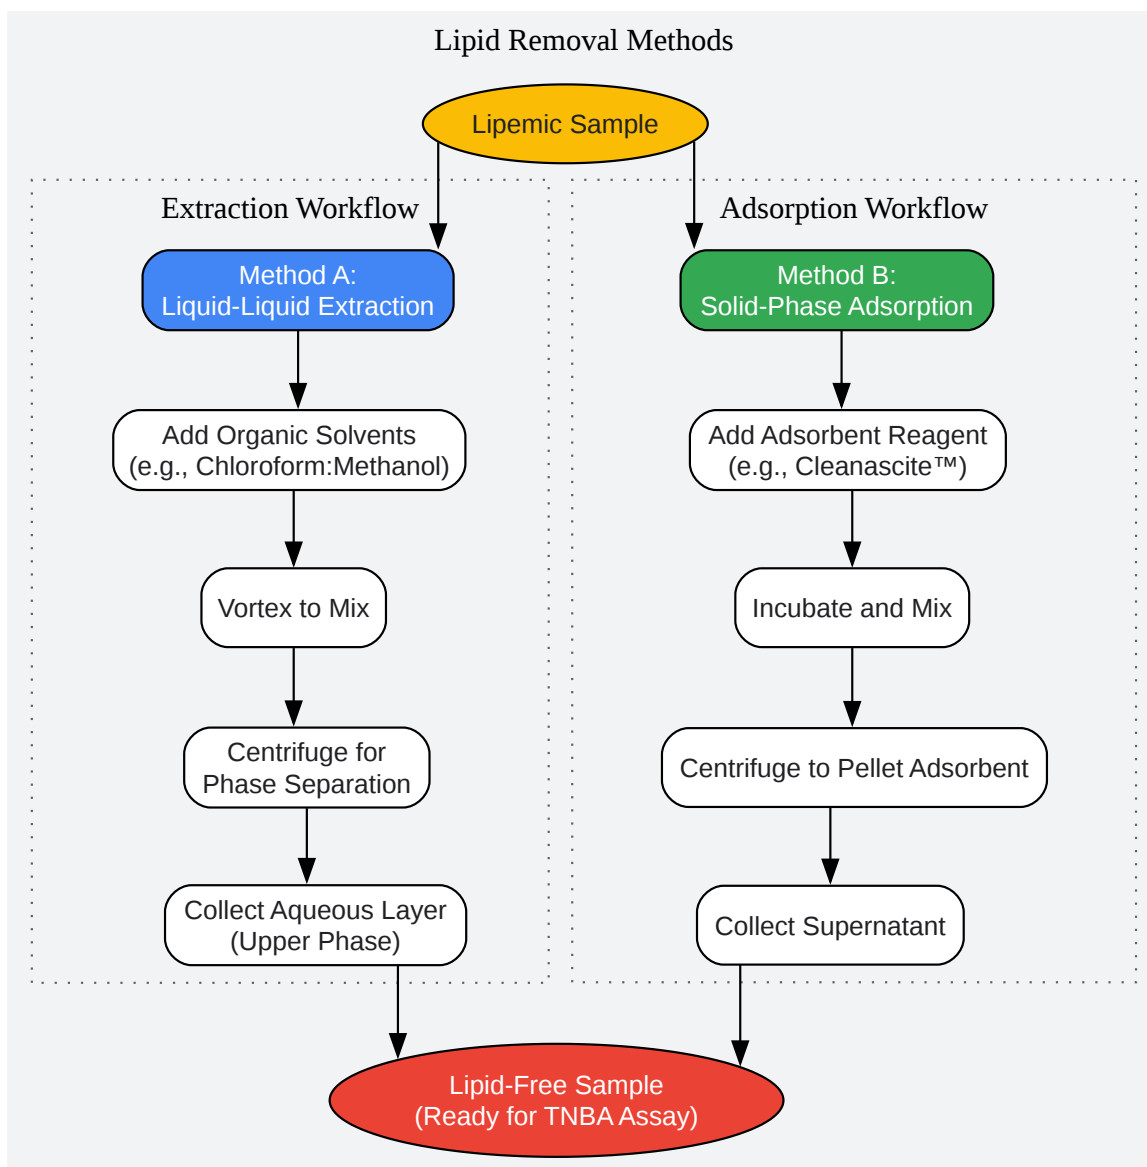 Lipid Removal Methods
Lipemic Sample
Extraction Workflow
Method A:
Liquid-Liquid Extraction
Add Organic Solvents
(e.g., Chloroform:Methanol)
Vortex to Mix
Centrifuge for
Phase Separation
Collect Aqueous Layer
(Upper Phase)
Adsorption Workflow
Method B:
Solid-Phase Adsorption
Add Adsorbent Reagent
(e.g., Cleanascite™)
Incubate and Mix
Centrifuge to Pellet Adsorbent
Collect Supernatant
Lipid-Free Sample
(Ready for TNBA Assay)